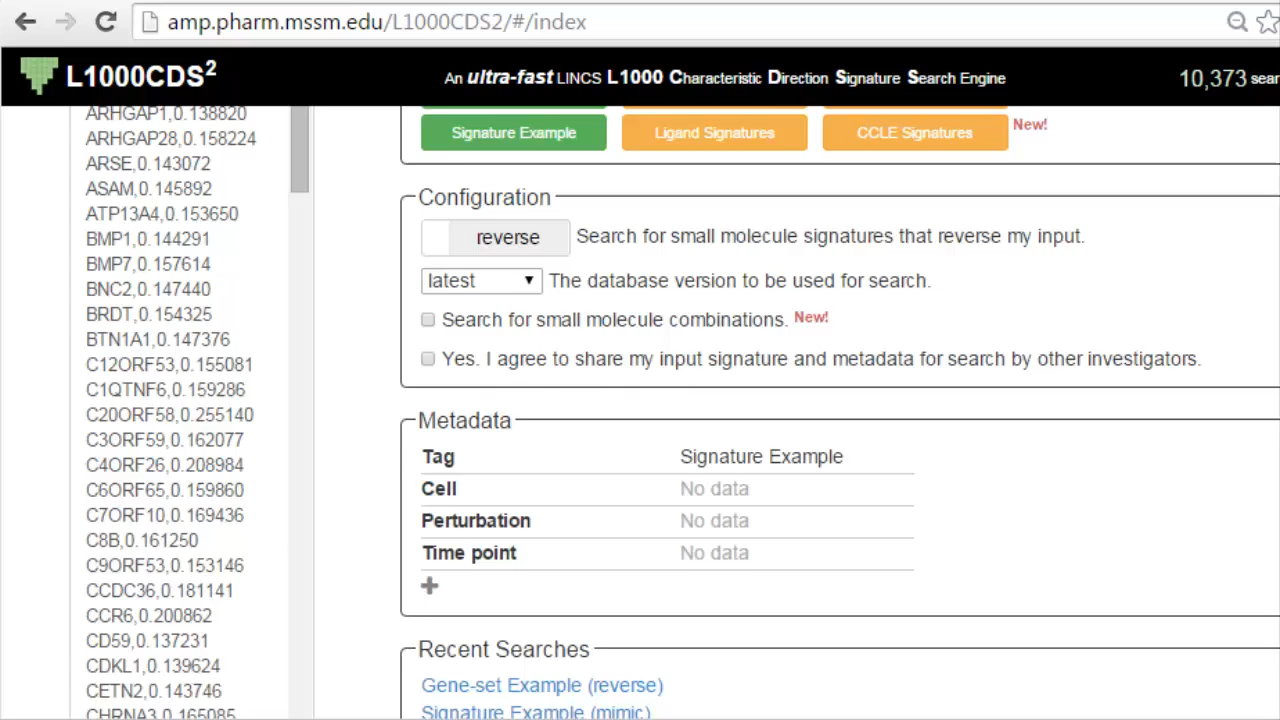 amp.pharm.mssm.edu/L1000CDS2/#/index
L1000CDS2
An ultra-fast LINCS L1000 Characteristic Direction Signature Search Engine
10,373 sear
ARHGAP1,0.138820
ARHGAP28,0.158224
ARSE,0.143072
ASAM,0.145892
ATP13A4,0.153650
BMP1,0.144291
BMP7,0.157614
BNC2,0.147440
BRDT,0.154325
BTN1A1,0.147376
C12ORF53,0.155081
C1QTNF6,0.159286
C20ORF58,0.255140
C3ORF59,0.162077
C4ORF26,0.208984
C6ORF65,0.159860
C7ORF10,0.169436
C8B,0.161250
C9ORF53,0.153146
CCDC36,0.181141
CCR6,0.200862
CD59,0.137231
CDKL1,0.139624
CETN2,0.143746
CHRNA3,0.165085
Signature Example Ligand Signatures CCLE Signatures New!
Configuration
reverse Search for small molecule signatures that reverse my input.
latest The database version to be used for search.
Search for small molecule combinations. New!
Yes. I agree to share my input signature and metadata for search by other investigators.
Metadata
Tag Signature Example
Cell No data
Perturbation No data
Time point No data
Recent Searches
Gene-set Example (reverse)
Signature Example (mimic)